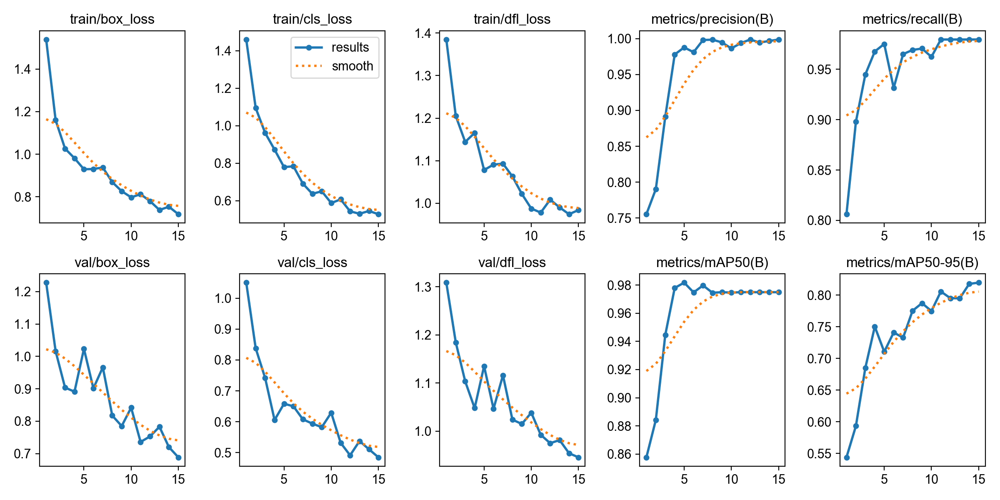 train/box_loss
train/cls_loss
train/dfl_loss
metrics/precision(B)
metrics/recall(B)
1.4
1.2
1.0
0.8
5 10 15
results
smooth
1.4
1.2
1.0
0.8
0.6
5 10 15
1.4
1.3
1.2
1.1
1.0
5 10 15
1.00
0.95
0.90
0.85
0.80
0.75
5 10 15
0.95
0.90
0.85
0.80
5 10 15
val/box_loss
val/cls_loss
val/dfl_loss
metrics/mAP50(B)
metrics/mAP50-95(B)
1.2
1.1
1.0
0.9
0.8
0.7
5 10 15
1.0
0.9
0.8
0.7
0.6
0.5
5 10 15
1.3
1.2
1.1
1.0
5 10 15
0.98
0.96
0.94
0.92
0.90
0.88
0.86
5 10 15
0.80
0.75
0.70
0.65
0.60
0.55
5 10 15